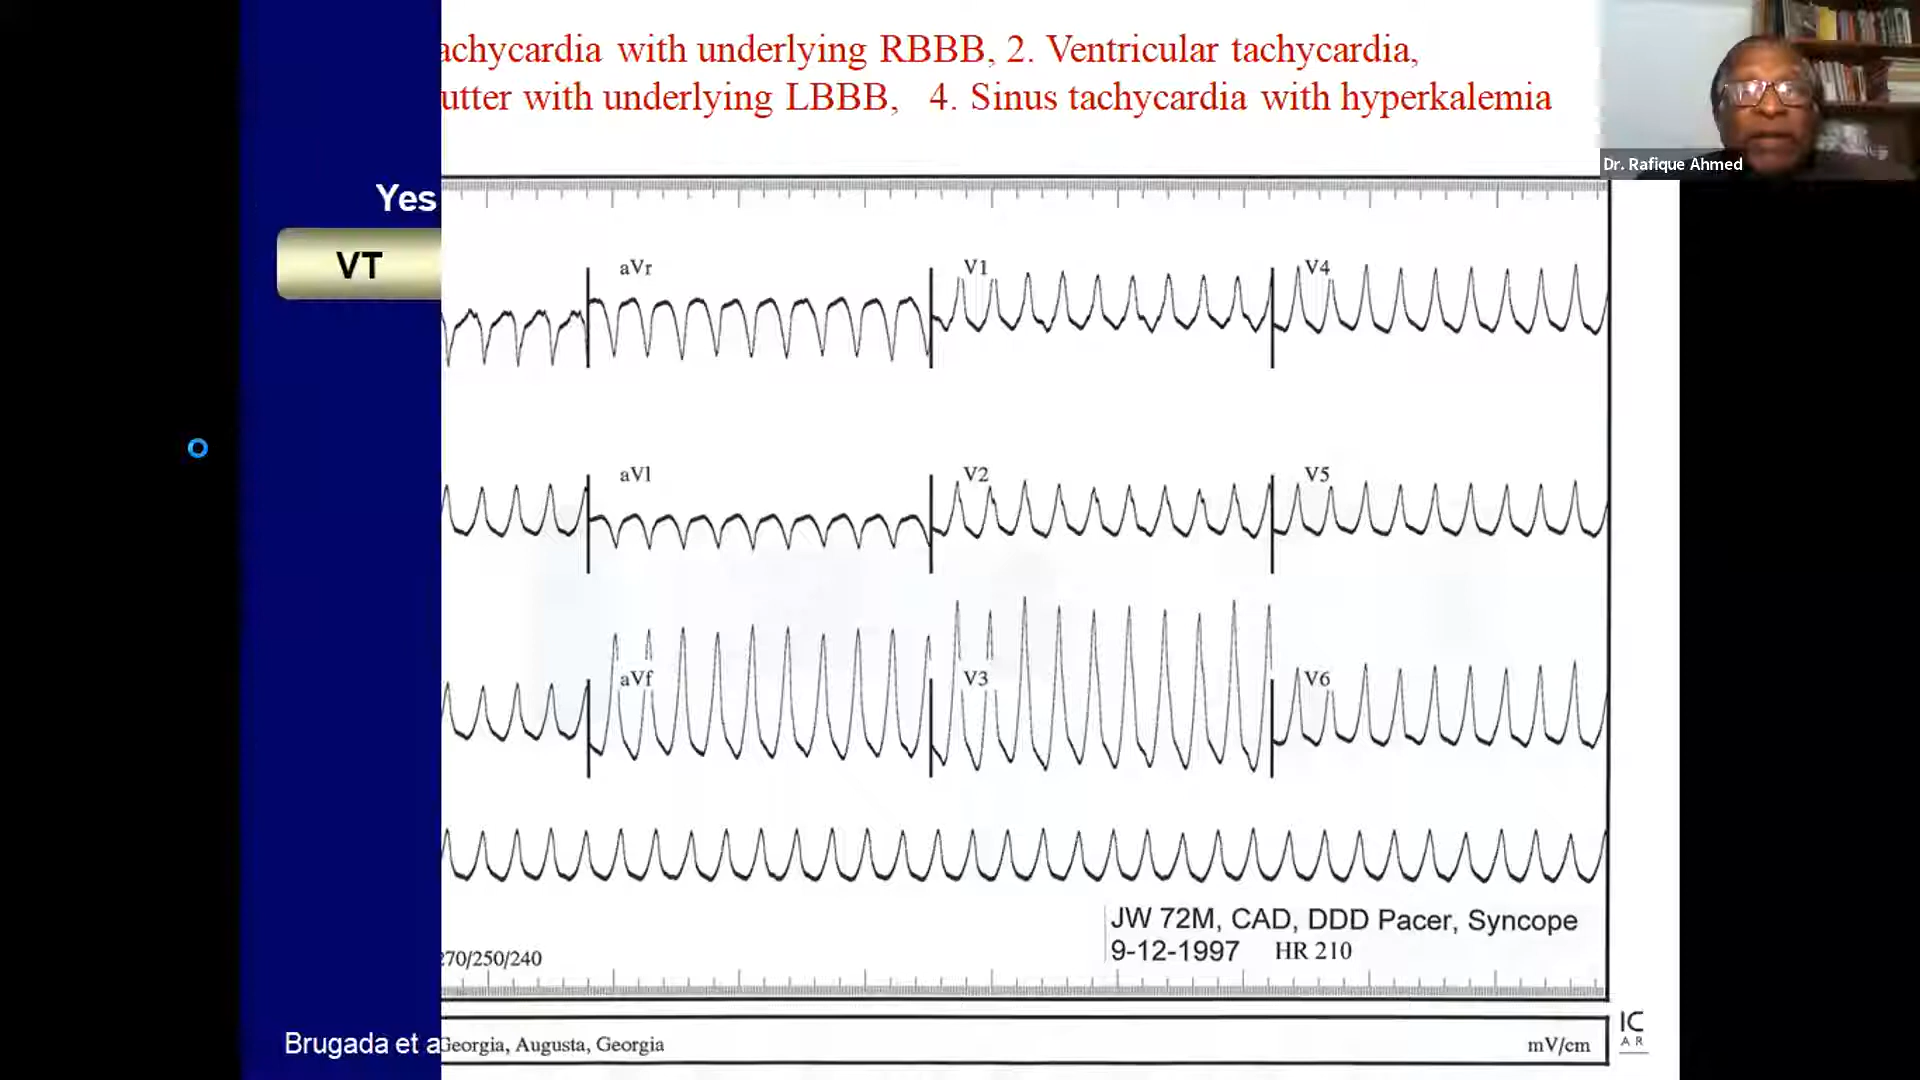 achycardia with underlying RBBB, 2. Ventricular tachycardia,
utter with underlying LBBB, 4. Sinus tachycardia with hyperkalemia
Dr. Rafique Ahmed
Yes
VT
aVr
V1
V4
aVl
V2
V5
aVf
V3
V6
JW 72M, CAD, DDD Pacer, Syncope
9-12-1997 HR 210
270/250/240
Brugada et a
Georgia, Augusta, Georgia
mV/cm
IC
AR